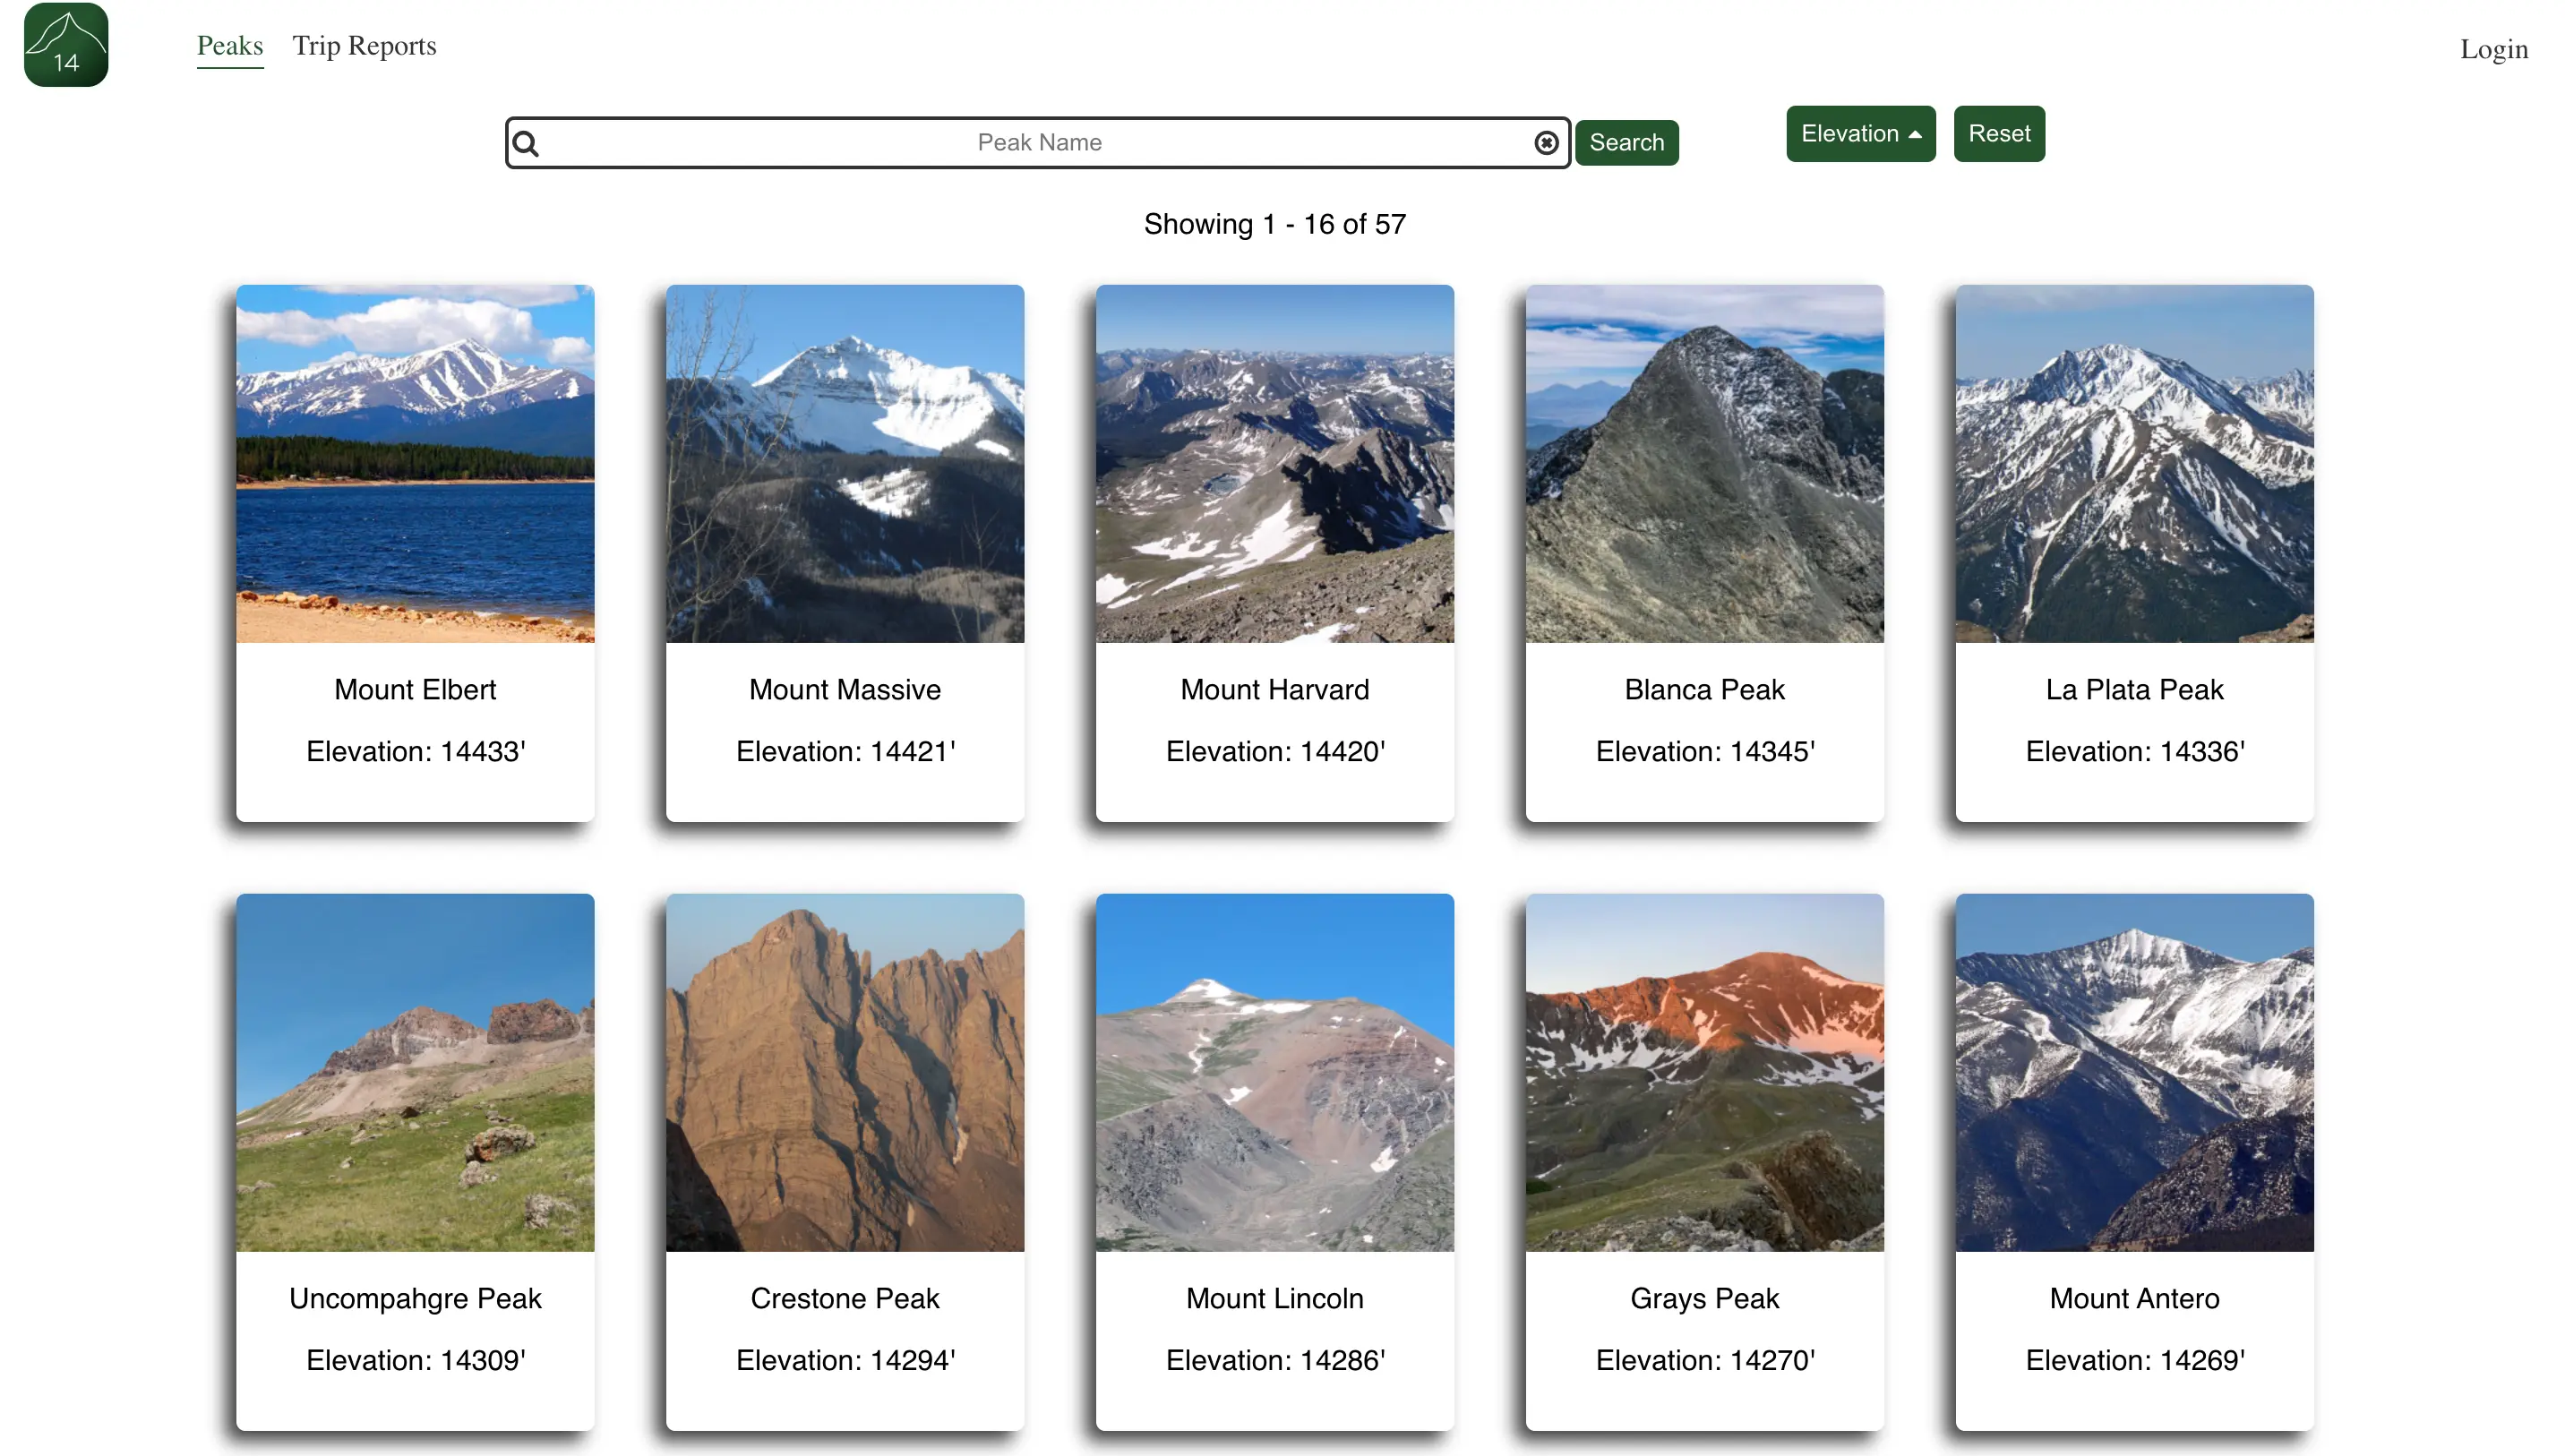 14
Peaks Trip Reports Login
Peak Name Search Elevation Reset
Showing 1 - 16 of 57
Mount Elbert
Elevation: 14433'
Mount Massive
Elevation: 14421'
Mount Harvard
Elevation: 14420'
Blanca Peak
Elevation: 14345'
La Plata Peak
Elevation: 14336'
Uncompahgre Peak
Elevation: 14309'
Crestone Peak
Elevation: 14294'
Mount Lincoln
Elevation: 14286'
Grays Peak
Elevation: 14270'
Mount Antero
Elevation: 14269'